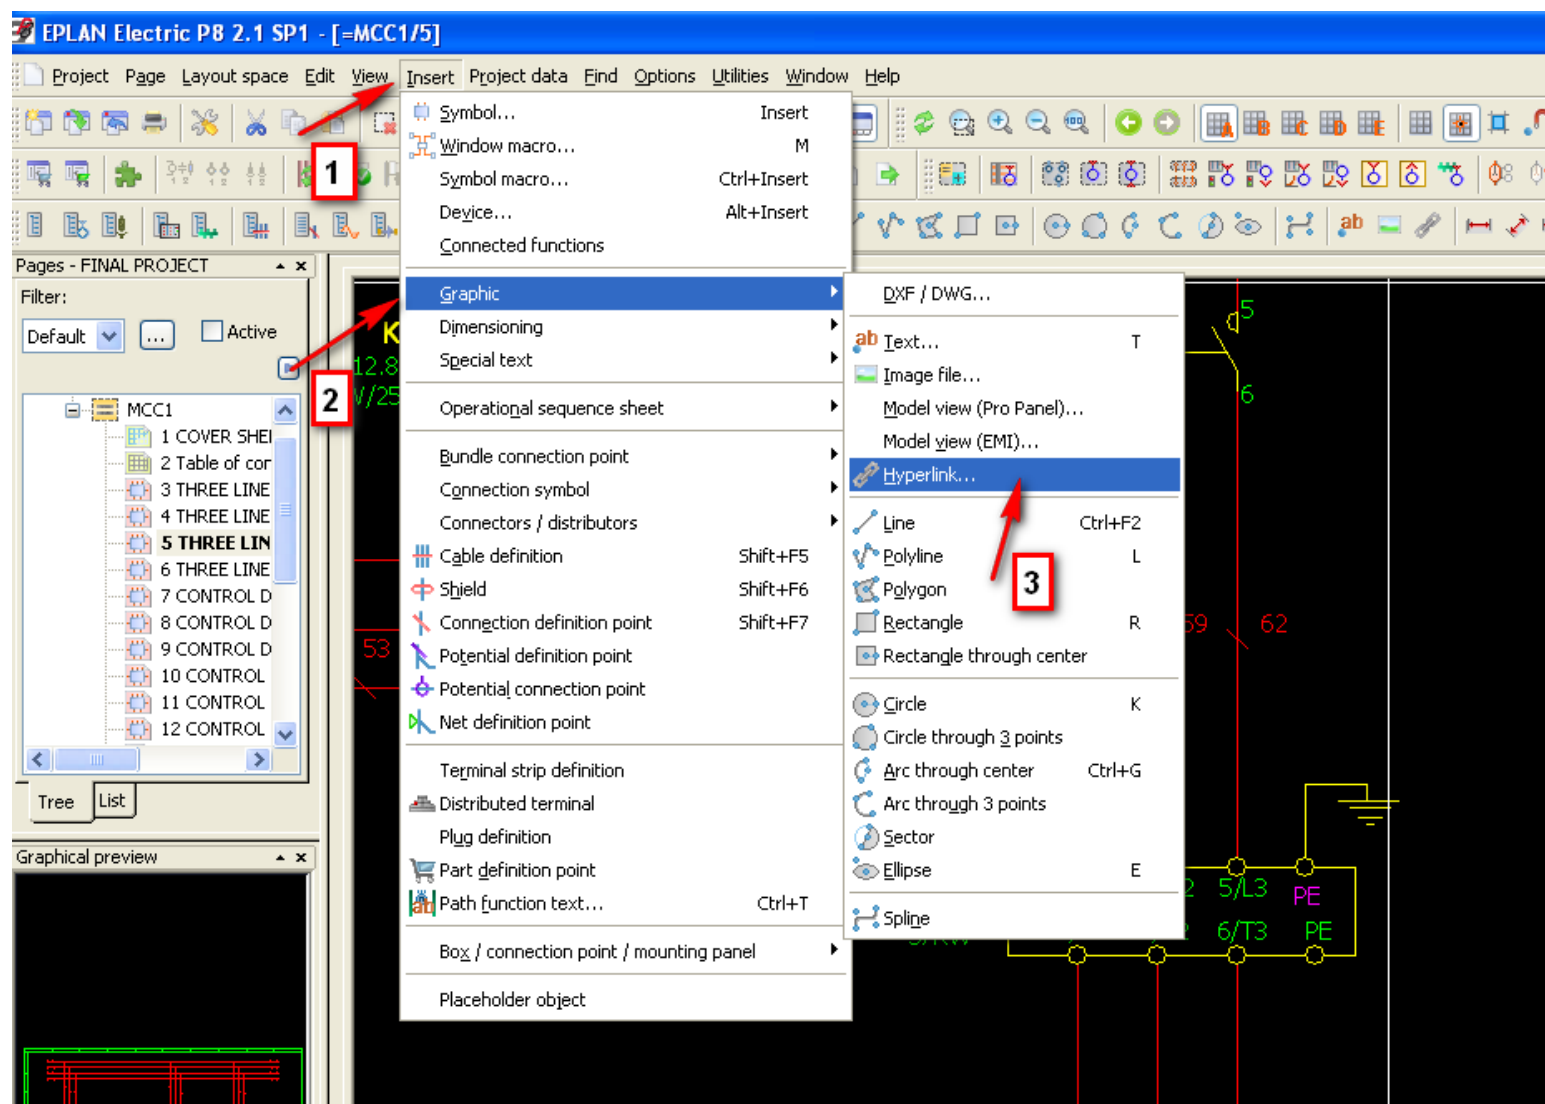 EPLAN Electric P8 2.1 SP1 - [=MCC1/5]
Project Page Layout space Edit View Insert Project data Find Options Utilities Window Help
1
Pages - FINAL PROJECT
Filter:
Default ... Active
2
MCC1
1 COVER SHE
2 Table of cor
3 THREE LINE
4 THREE LINE
5 THREE LIN
6 THREE LINE
7 CONTROL D
8 CONTROL D
9 CONTROL D
10 CONTROL
11 CONTROL
12 CONTROL
Tree List
Graphical preview
Symbol... Insert
Window macro... M
Symbol macro... Ctrl+Insert
Device... Alt+Insert
Connected functions
Graphic
Dimensioning
Special text
Operational sequence sheet
Bundle connection point
Connection symbol
Connectors / distributors
Cable definition Shift+F5
Shield Shift+F6
Connection definition point Shift+F7
Potential definition point
Potential connection point
Net definition point
Terminal strip definition
Distributed terminal
Plug definition
Part definition point
Path function text... Ctrl+T
Box / connection point / mounting panel
Placeholder object
DXF / DWG...
Text... T
Image file...
Model view (Pro Panel)...
Model view (EMI)...
Hyperlink...
3
Line Ctrl+F2
Polyline L
Polygon
Rectangle R
Rectangle through center
Circle K
Circle through 3 points
Arc through center Ctrl+G
Arc through 3 points
Sector
Ellipse E
Spline
K
12.8
V/25
53
5
6
59 62
2 5/L3 PE
6/T3 PE